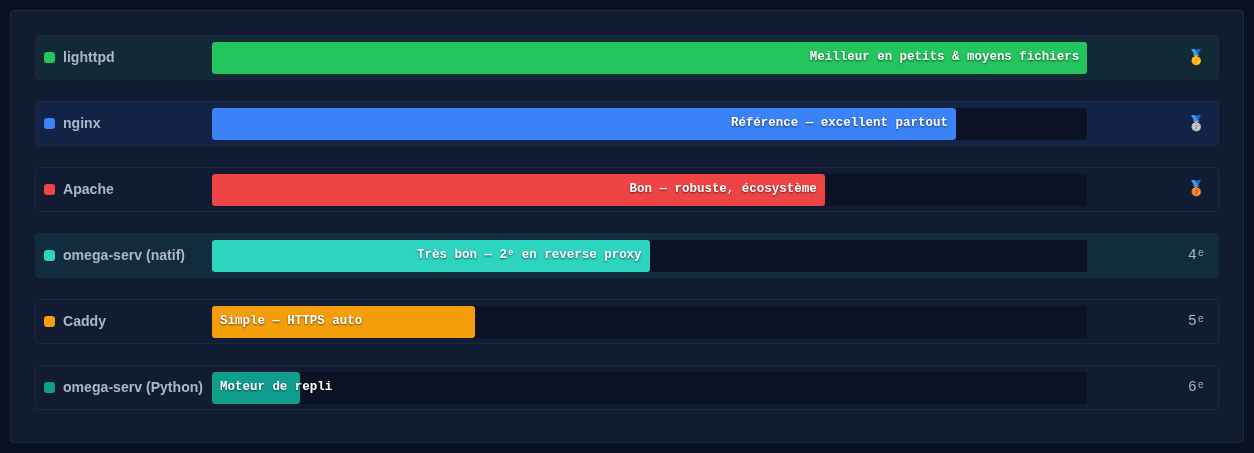 lighttpd Meilleur en petits & moyens fichiers 🥇
nginx Référence — excellent partout 🥈
Apache Bon — robuste, écosystème 🥉
omega-serv (natif) Très bon — 2ᵉ en reverse proxy 4ᵉ
Caddy Simple — HTTPS auto 5ᵉ
omega-serv (Python) Moteur de repli 6ᵉ